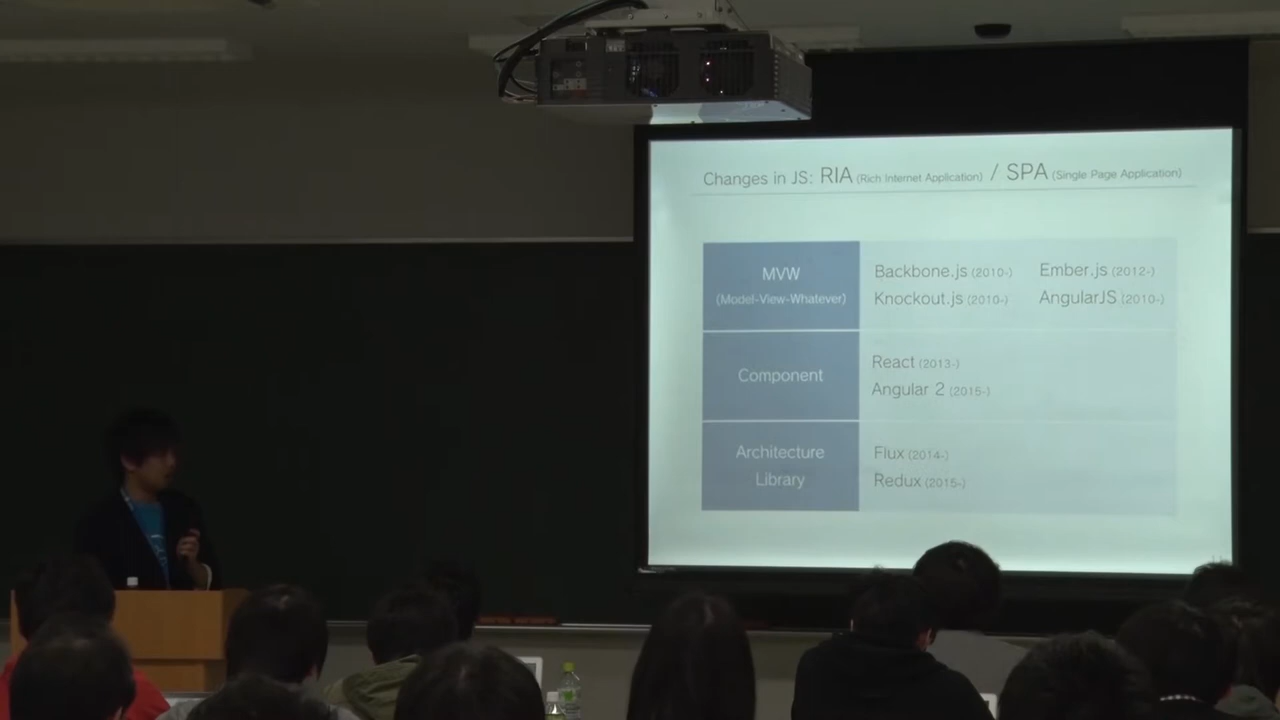 Changes in JS: RIA (Rich Internet Application) / SPA (Single Page Application)
MVW
(Model-View-Whatever)
Backbone.js (2010-) Ember.js (2012-)
Knockout.js (2010-) AngularJS (2010-)
Component
React (2013-)
Angular 2 (2015-)
Architecture
Library
Flux (2014-)
Redux (2015-)